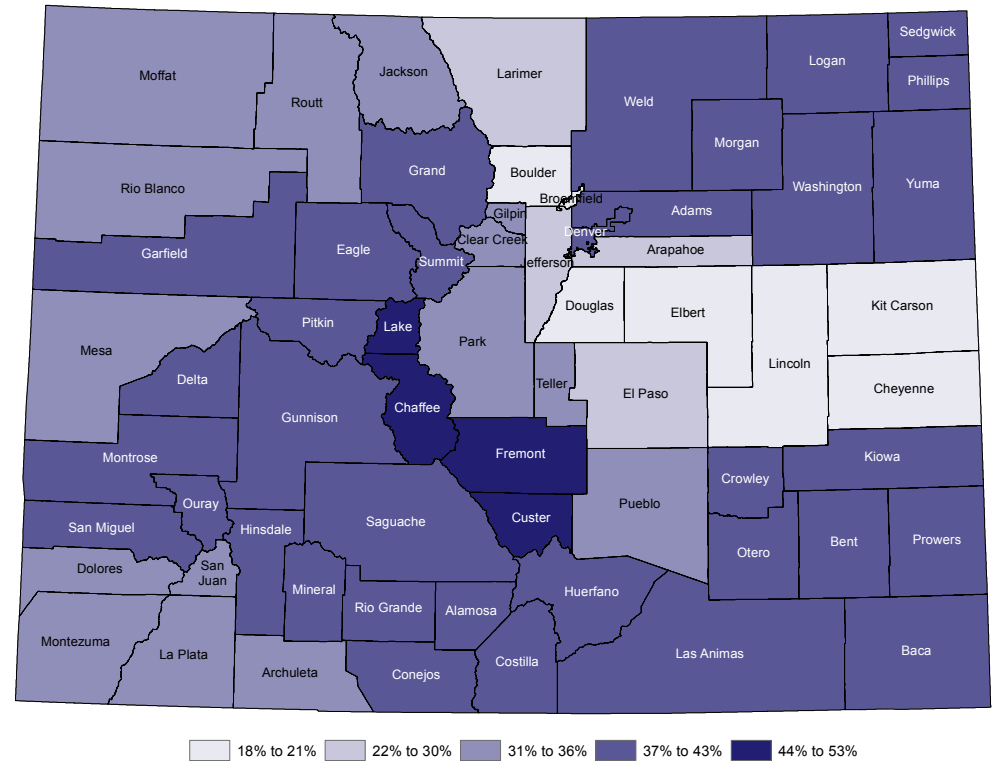 Sedgwick
Logan
Moffat
Jackson
Larimer
Phillips
Routt
Weld
Morgan
Grand
Boulder
Rio Blanco
Washington
Yuma
Broomfield
Gilpin
Adams
Denver
Clear Creek
Garfield
Eagle
Arapahoe
Summit
Jefferson
Douglas
Elbert
Kit Carson
Pitkin
Lake
Park
Mesa
Lincoln
Delta
Teller
El Paso
Cheyenne
Chaffee
Gunnison
Fremont
Montrose
Kiowa
Crowley
Ouray
Pueblo
Custer
Saguache
San Miguel
Hinsdale
Bent
Prowers
Otero
Dolores
San
Juan
Mineral
Huerfano
Rio Grande
Alamosa
Montezuma
La Plata
Las Animas
Baca
Costilla
Archuleta
Conejos
18% to 21%
22% to 30%
31% to 36%
37% to 43%
44% to 53%